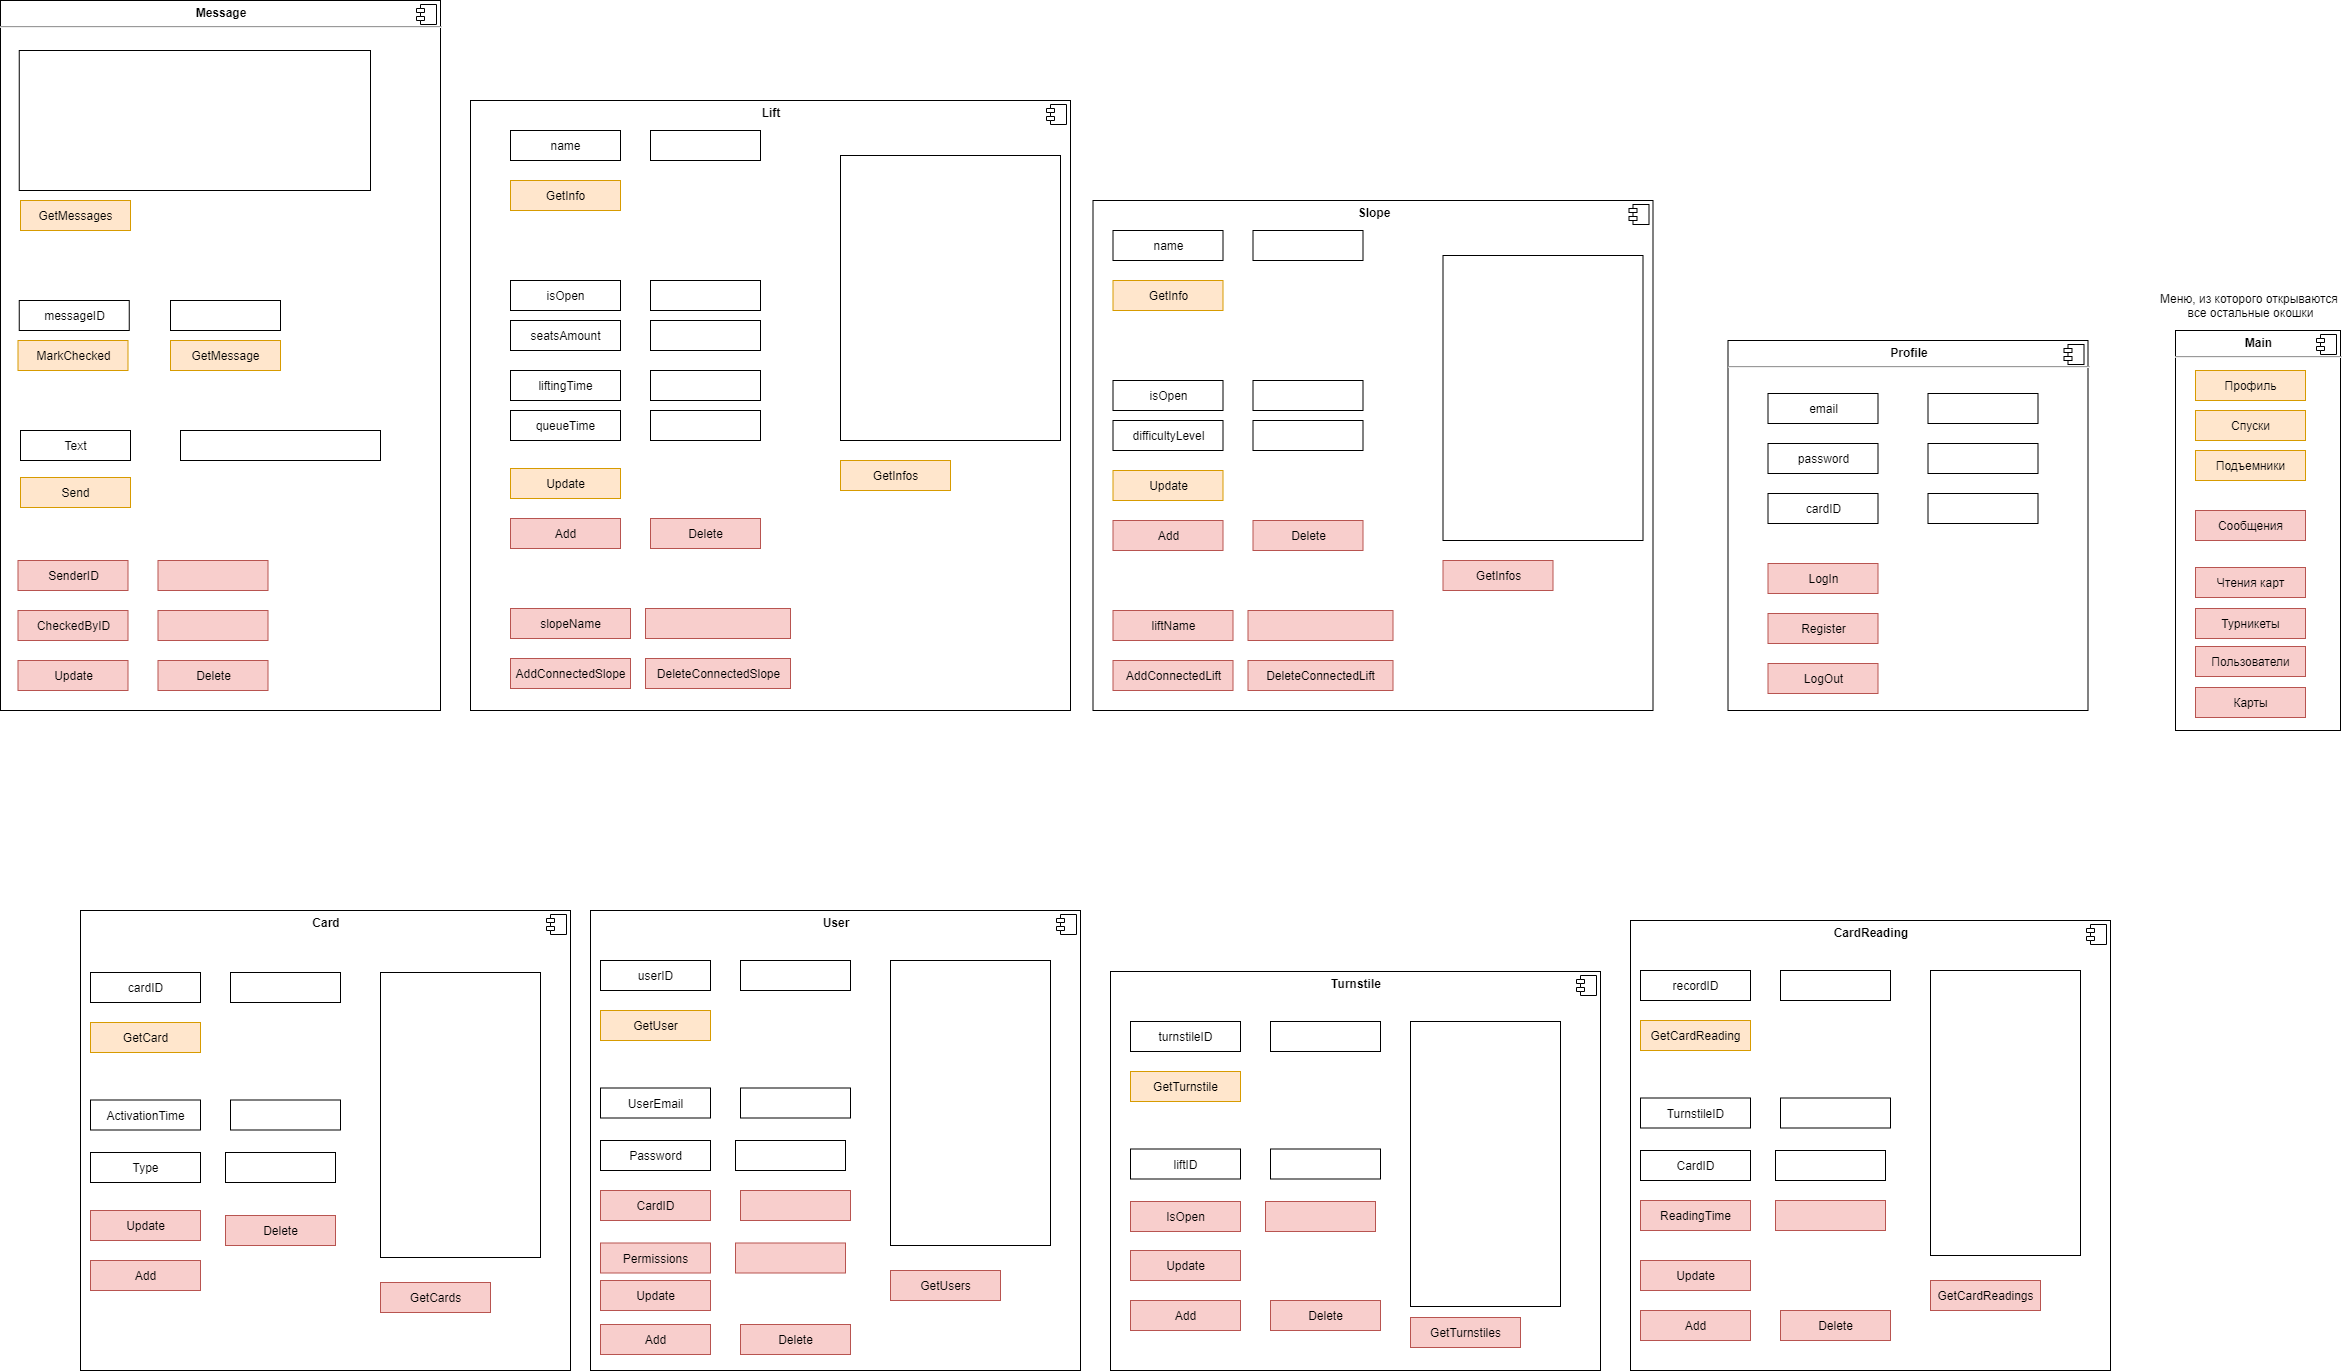 Message
GetMessages
messageID
MarkChecked
GetMessage
Text
Send
SenderID
CheckedByID
Update
Delete
Lift
name
GetInfo
isOpen
seatsAmount
liftingTime
queueTime
GetInfos
Update
Add
Delete
slopeName
AddConnectedSlope
DeleteConnectedSlope
Slope
name
GetInfo
isOpen
difficultyLevel
Update
Add
Delete
GetInfos
liftName
AddConnectedLift
DeleteConnectedLift
Profile
email
password
cardID
LogIn
Register
LogOut
Меню, из которого открываются
все остальные окошки
Main
Профиль
Спуски
Подъемники
Сообщения
Чтения карт
Турникеты
Пользователи
Карты
Card
cardID
GetCard
ActivationTime
Type
Update
Delete
Add
GetCards
User
userID
GetUser
UserEmail
Password
CardID
Permissions
Update
GetUsers
Add
Delete
Turnstile
turnstileID
GetTurnstile
liftID
IsOpen
Update
Add
Delete
GetTurnstiles
CardReading
recordID
GetCardReading
TurnstileID
CardID
ReadingTime
Update
GetCardReadings
Add
Delete